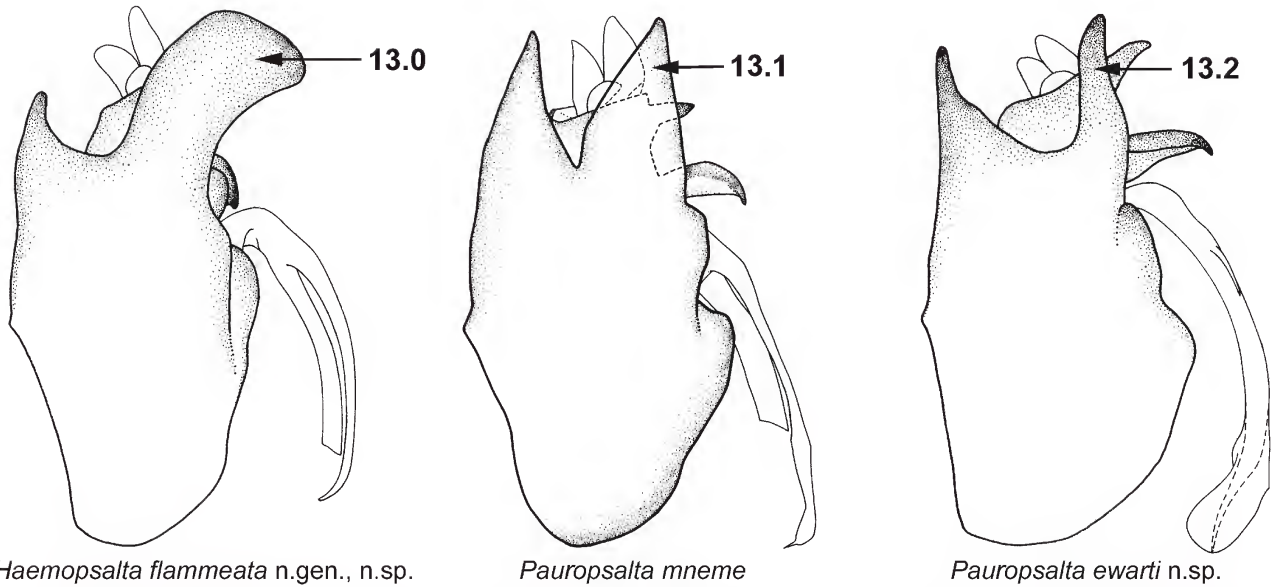 13.0
13.1
13.2
Haemopsalta flammeata n.gen., n.sp.
Pauropsalta mneme
Pauropsalta ewarti n.sp.